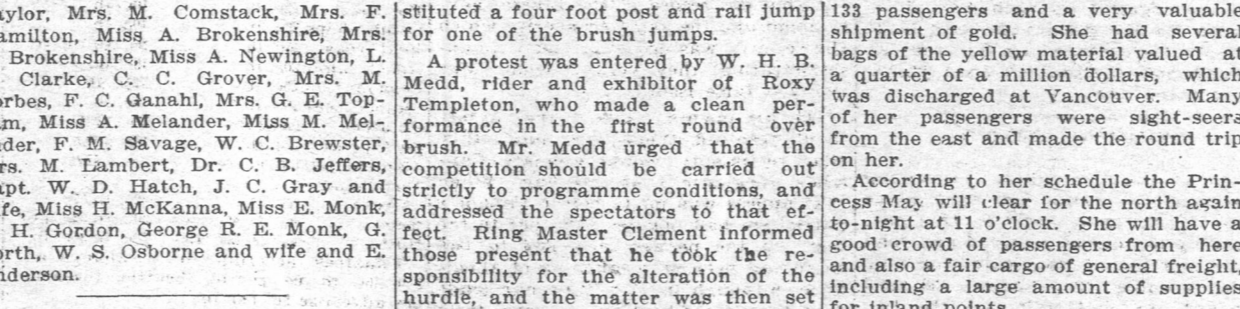 aylor, Mrs. M. Comstack, Mrs. F.
amilton, Miss A. Brokenshire, Mrs.
Brokenshire, Miss A. Newington, L.
Clarke, C. C. Grover, Mrs. M.
orbes, F. C. Ganahl, Mrs. G. E. Top-
m, Miss A. Melander, Miss M. Mel-
der, F. M. Savage, W. C. Brewster,
rs. M. Lambert, Dr. C. B. Jeffers,
pt. W. D. Hatch, J. C. Gray and
fe, Miss H. McKanna, Miss E. Monk,
H. Gordon, George R. E. Monk, G.
orth, W. S. Osborne and wife and E.
nderson.
stituted a four foot post and rail jump
for one of the brush jumps.
A protest was entered by W. H. B.
Medd, rider and exhibitor of Roxy
Templeton, who made a clean per-
formance in the first round over
brush. Mr. Medd urged that the
competition should be carried out
strictly to programme conditions, and
addressed the spectators to that ef-
fect. Ring Master Clement informed
those present that he took the re-
sponsibility for the alteration of the
hurdle, and the matter was then set
133 passengers and a very valuable
shipment of gold. She had several
bags of the yellow material valued at
a quarter of a million dollars, which
was discharged at Vancouver. Many
of her passengers were sight-seers
from the east and made the round trip
on her.
According to her schedule the Prin-
cess May will clear for the north again
to-night at 11 o'clock. She will have a
good crowd of passengers from here
and also a fair cargo of general freight,
including a large amount of supplies
for inland points.